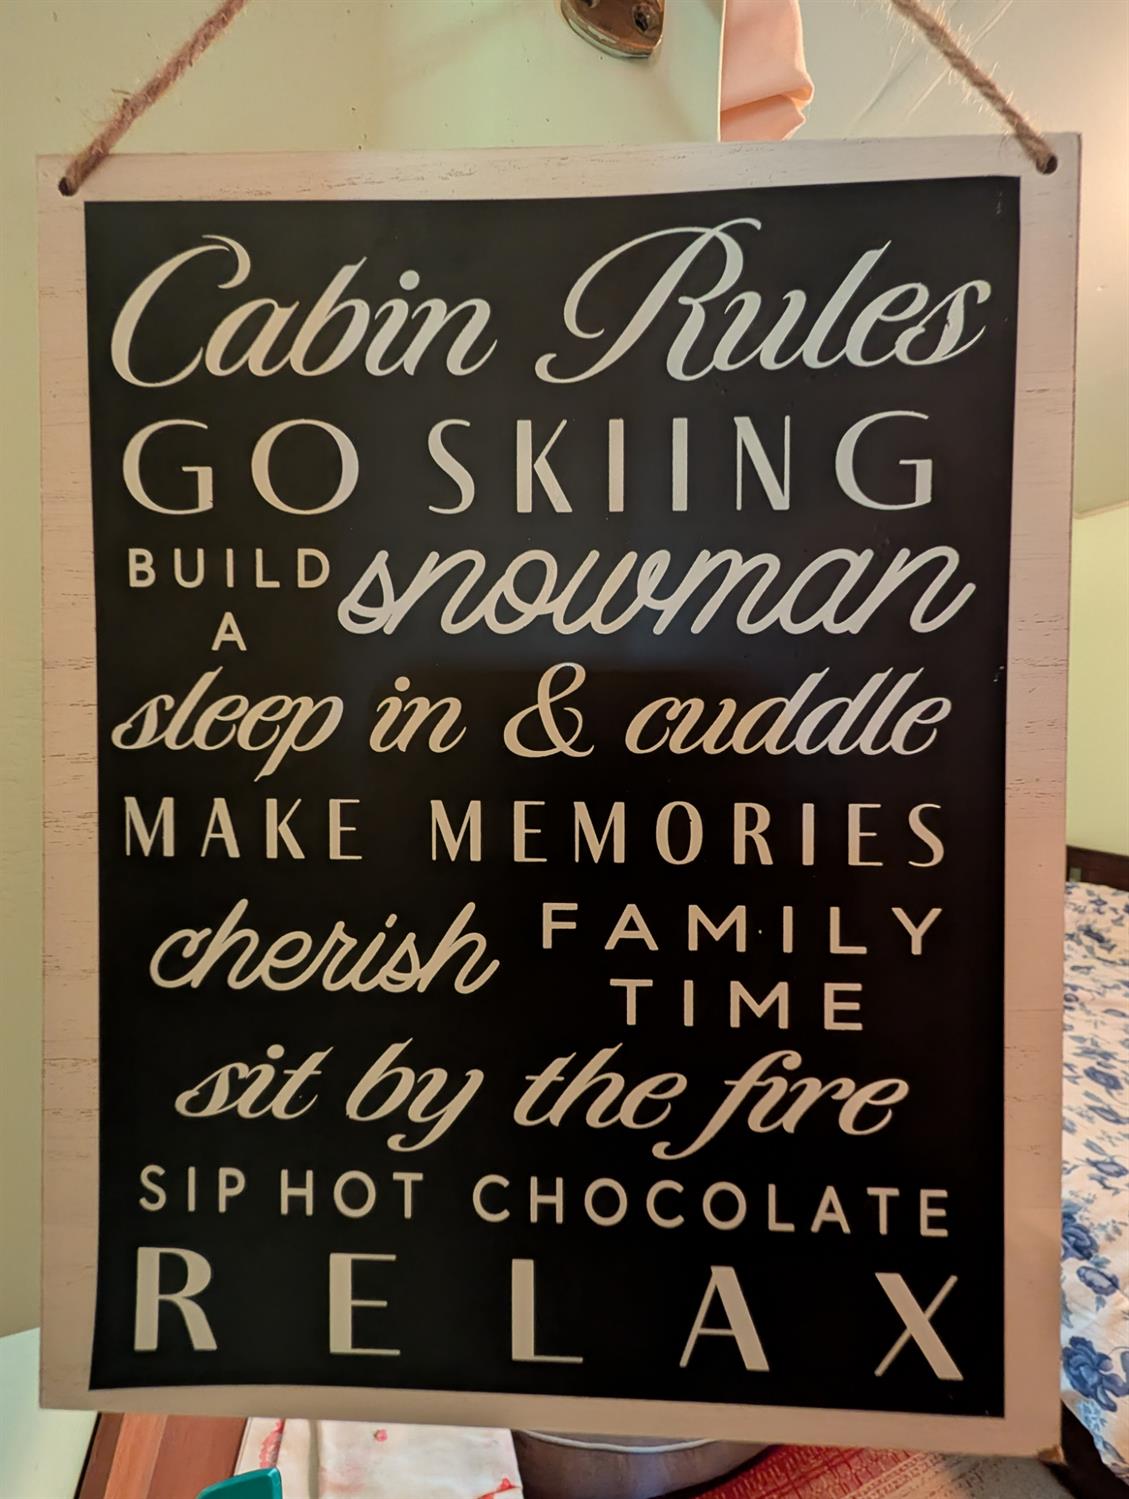 Cabin Rules
GO SKIING
BUILD A snowman
sleep in & cuddle
MAKE MEMORIES
cherish FAMILY TIME
sit by the fire
SIP HOT CHOCOLATE
RELAX